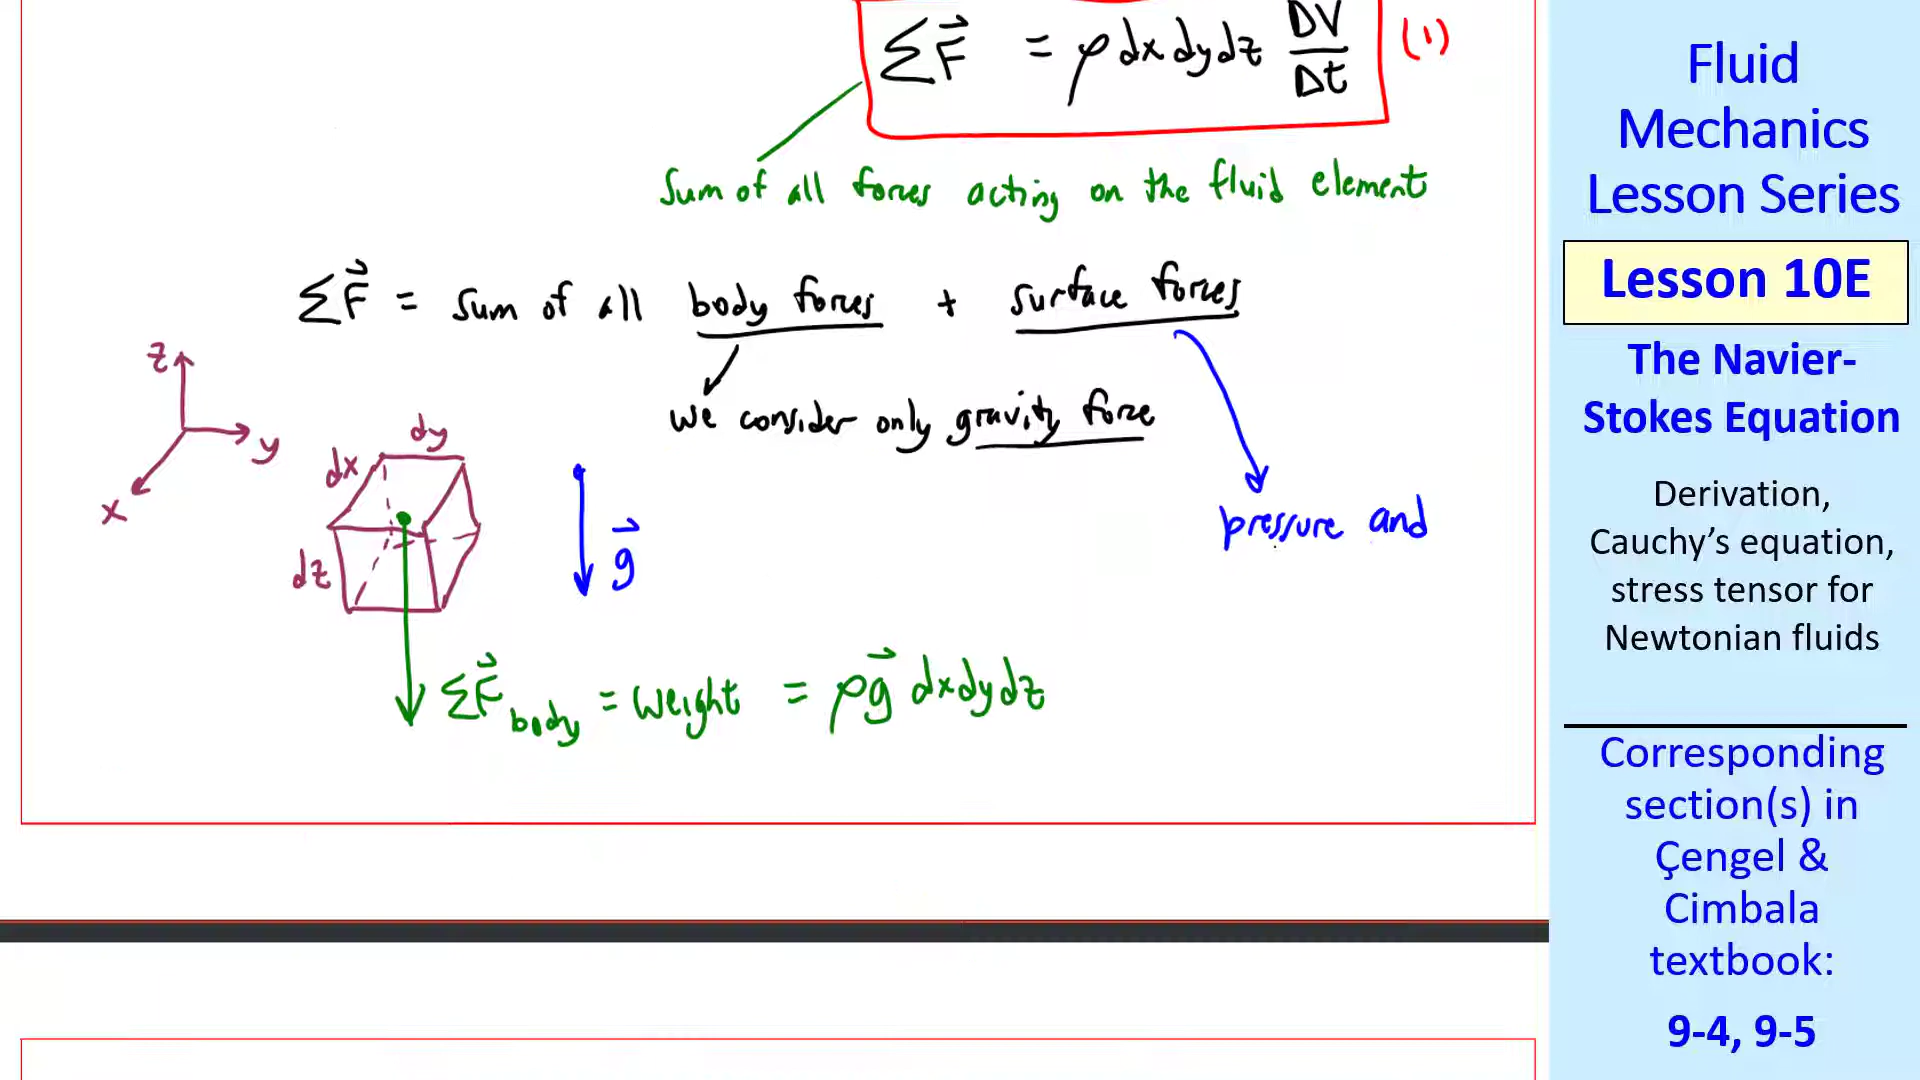 ΣF⃗ = ρ dx dy dz DV/Dt (1)
Sum of all forces acting on the fluid element
ΣF⃗ = sum of all body forces + surface forces
we consider only gravity force
z
y
x
dx
dy
dz
g⃗
pressure and
ΣF⃗ body = weight = ρg⃗ dxdydz
Fluid
Mechanics
Lesson Series
Lesson 10E
The Navier-
Stokes Equation
Derivation,
Cauchy’s equation,
stress tensor for
Newtonian fluids
Corresponding
section(s) in
Çengel &
Cimbala
textbook:
9-4, 9-5